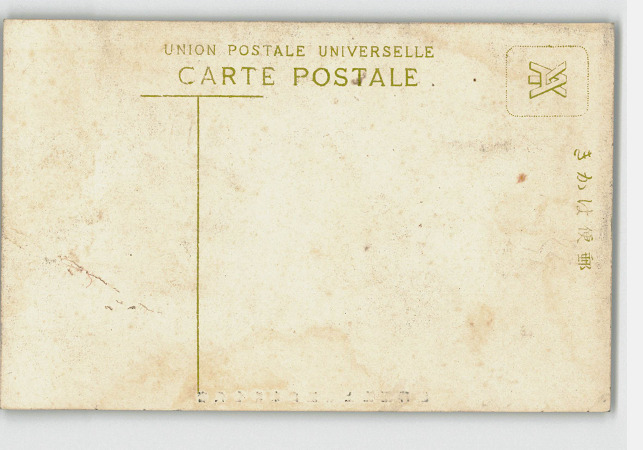 UNION POSTALE UNIVERSELLE
CARTE POSTALE
きかは便郵